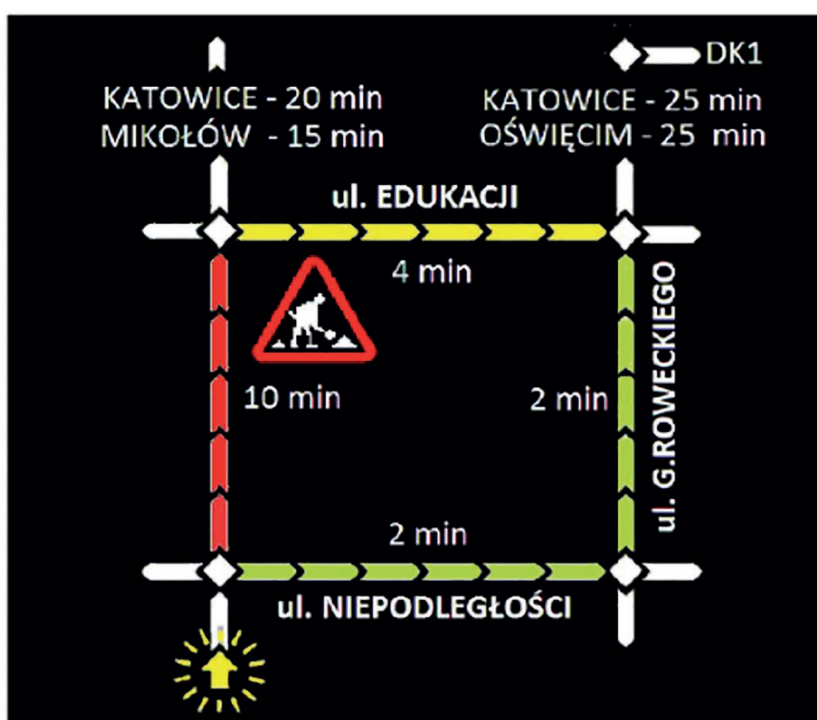 DK1
KATOWICE - 20 min
MIKOŁÓW - 15 min
KATOWICE - 25 min
OŚWIĘCIM - 25 min
ul. EDUKACJI
4 min
10 min
2 min
ul. G.ROWECKIEGO
2 min
ul. NIEPODLEGŁOŚCI